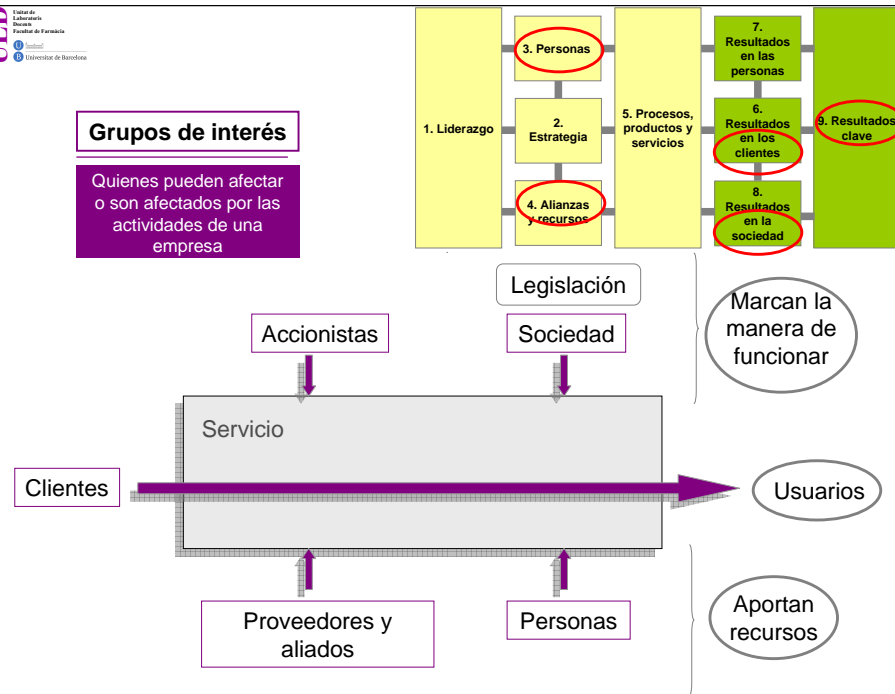 ULD
Unitat de
Laboratoris
Docents
Facultat de Farmàcia
U
B Universitat de Barcelona
Grupos de interés
Quienes pueden afectar
o son afectados por las
actividades de una
empresa
1. Liderazgo
3. Personas
2.
Estrategia
4. Alianzas
y recursos
5. Procesos,
productos y
servicios
7.
Resultados
en las
personas
6.
Resultados
en los
clientes
8.
Resultados
en la
sociedad
9. Resultados
clave
Legislación
Accionistas
Sociedad
Marcan la
manera de
funcionar
Servicio
Clientes
Usuarios
Proveedores y
aliados
Personas
Aportan
recursos